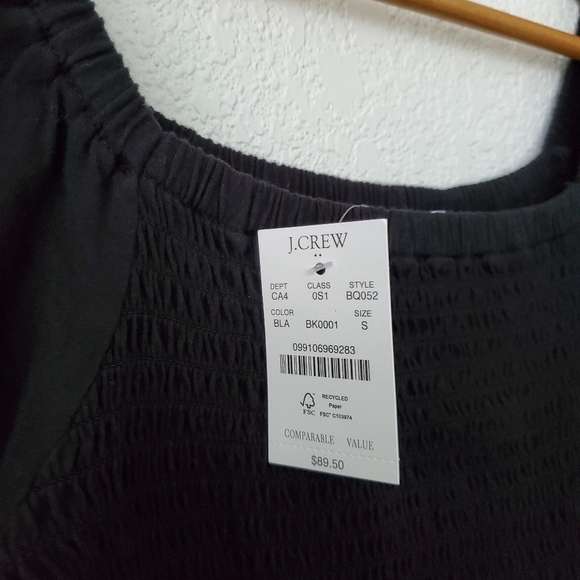 J.CREW
DEPT CLASS STYLE
CA4 0S1 BQ052
COLOR SIZE
BLA BK0001 S
099106969283
RECYCLED
Paper
FSC FSC® C103974
COMPARABLE VALUE
$89.50